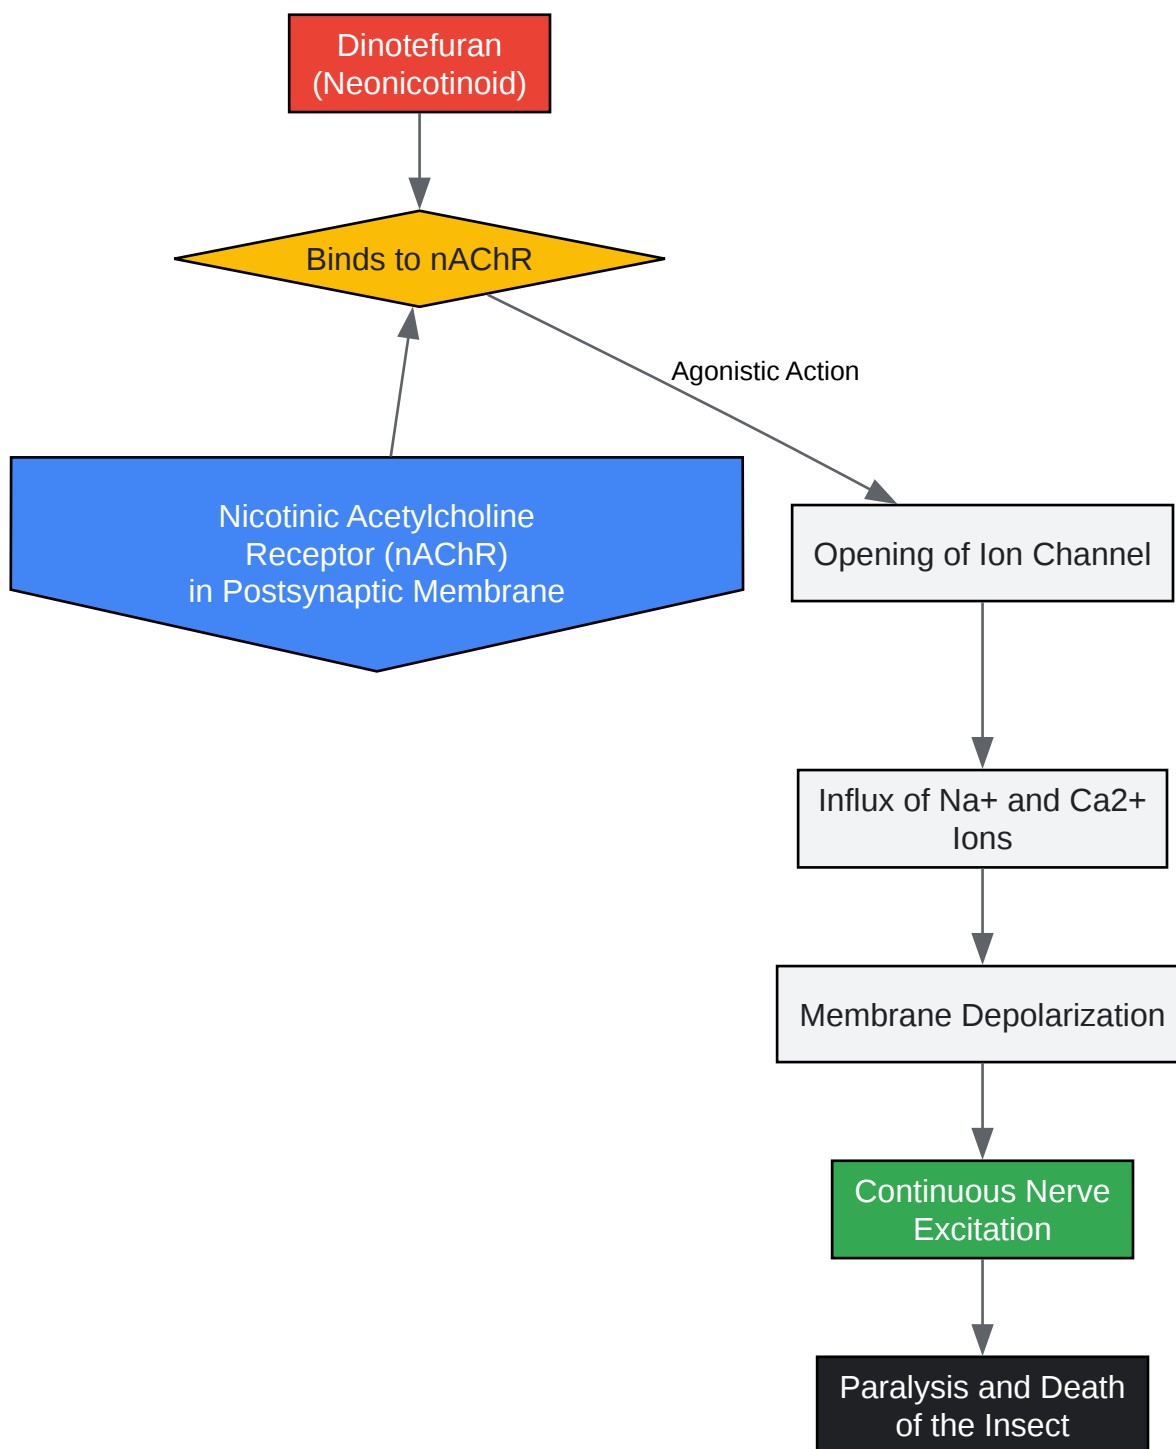 Dinotefuran
(Neonicotinoid)
Binds to nAChR
Agonistic Action
Nicotinic Acetylcholine
Receptor (nAChR)
in Postsynaptic Membrane
Opening of Ion Channel
Influx of Na+ and Ca2+
Ions
Membrane Depolarization
Continuous Nerve
Excitation
Paralysis and Death
of the Insect